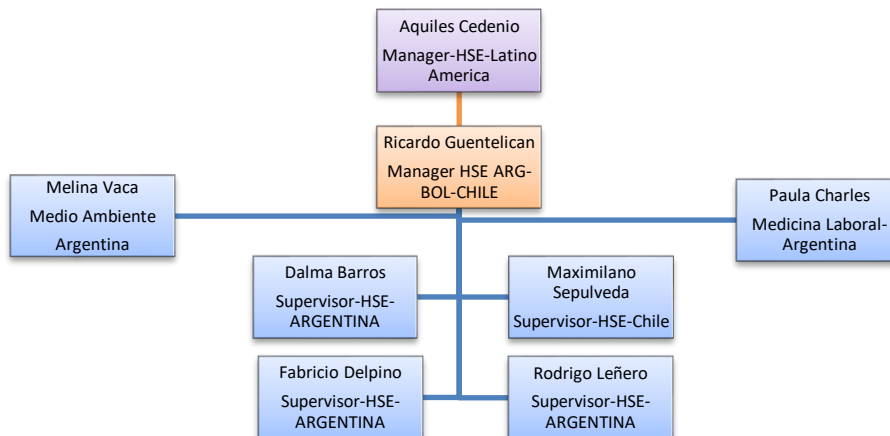 Aquiles Cedenio
Manager-HSE-Latino
America
Ricardo Guentelican
Manager HSE ARG-
BOL-CHILE
Melina Vaca
Medio Ambiente
Argentina
Paula Charles
Medicina Laboral-
Argentina
Dalma Barros
Supervisor-HSE-
ARGENTINA
Maximilano
Sepulveda
Supervisor-HSE-Chile
Fabricio Delpino
Supervisor-HSE-
ARGENTINA
Rodrigo Leñero
Supervisor-HSE-
ARGENTINA